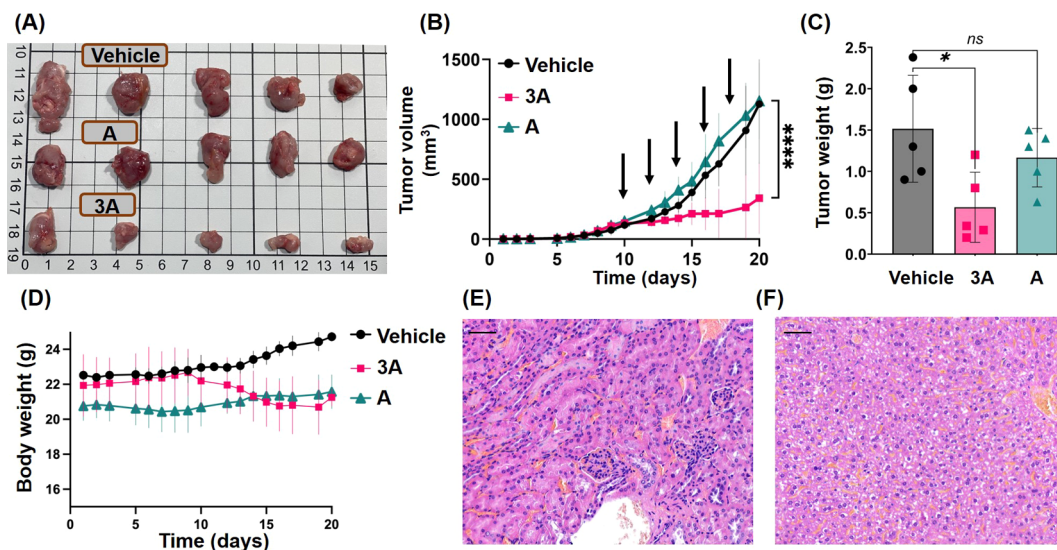 (A)
Vehicle
A
3A
10
11
12
13
14
15
16
17
18
19
0 1 2 3 4 5 6 7 8 9 10 11 12 13 14 15
(B)
Tumor volume
(mm³)
1500
1000
500
0
Vehicle
3A
A
****
0 5 10 15 20
Time (days)
(C)
Tumor weight (g)
2.5
2.0
1.5
1.0
0.5
0.0
ns
*
Vehicle 3A A
(D)
Body weight (g)
24
22
20
18
16
Vehicle
3A
A
0 5 10 15 20
Time (days)
(E)
(F)